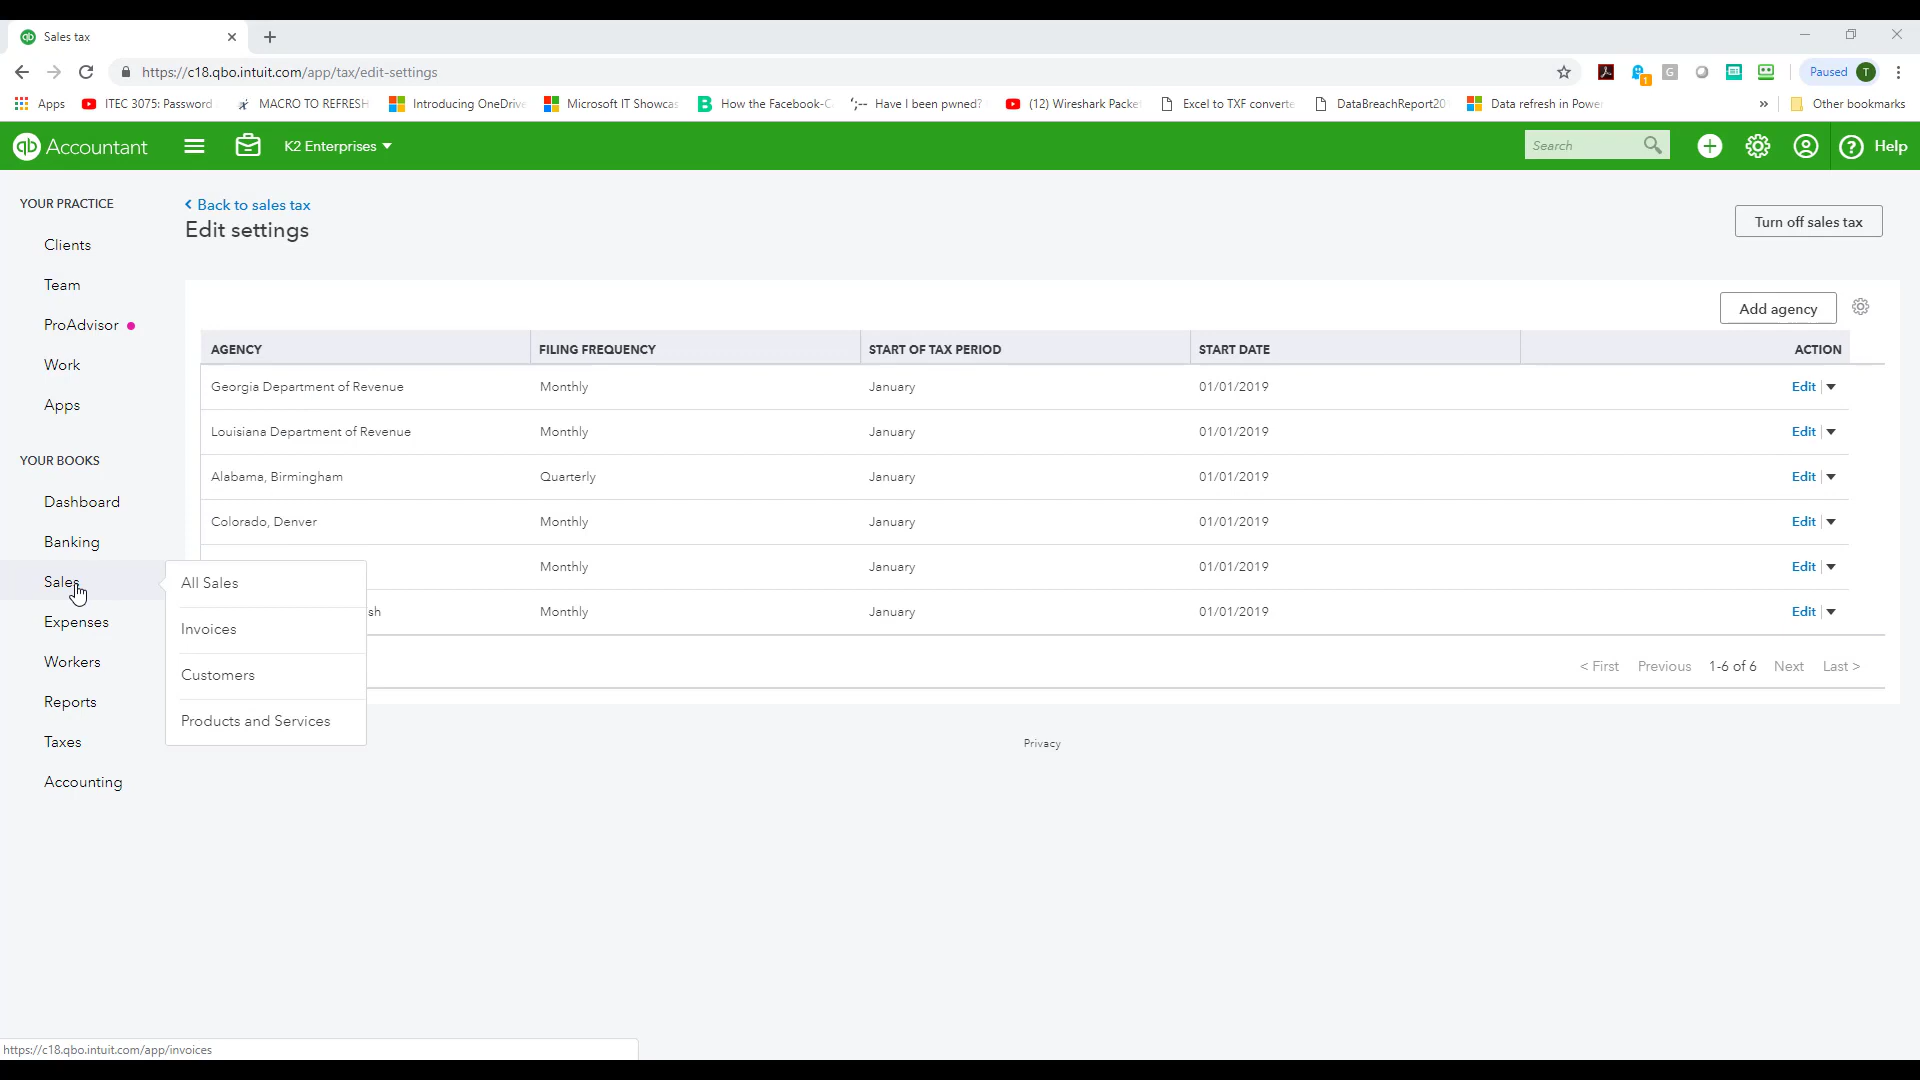 Sales tax
https://c18.qbo.intuit.com/app/tax/edit-settings
Paused T
Apps ITEC 3075: Password MACRO TO REFRESH Introducing OneDrive Microsoft IT Showcas How the Facebook-C Have I been pwned? (12) Wireshark Packe Excel to TXF converte DataBreachReport20 Data refresh in Powe » Other bookmarks
qb Accountant K2 Enterprises Search Help
YOUR PRACTICE
Clients
Team
ProAdvisor
Work
Apps
YOUR BOOKS
Dashboard
Banking
Sales
Expenses
Workers
Reports
Taxes
Accounting
All Sales
Invoices
Customers
Products and Services
Back to sales tax
Edit settings
Turn off sales tax
Add agency
AGENCY FILING FREQUENCY START OF TAX PERIOD START DATE ACTION
Georgia Department of Revenue Monthly January 01/01/2019 Edit
Louisiana Department of Revenue Monthly January 01/01/2019 Edit
Alabama, Birmingham Quarterly January 01/01/2019 Edit
Colorado, Denver Monthly January 01/01/2019 Edit
Monthly January 01/01/2019 Edit
sh Monthly January 01/01/2019 Edit
< First Previous 1-6 of 6 Next Last >
Privacy
https://c18.qbo.intuit.com/app/invoices